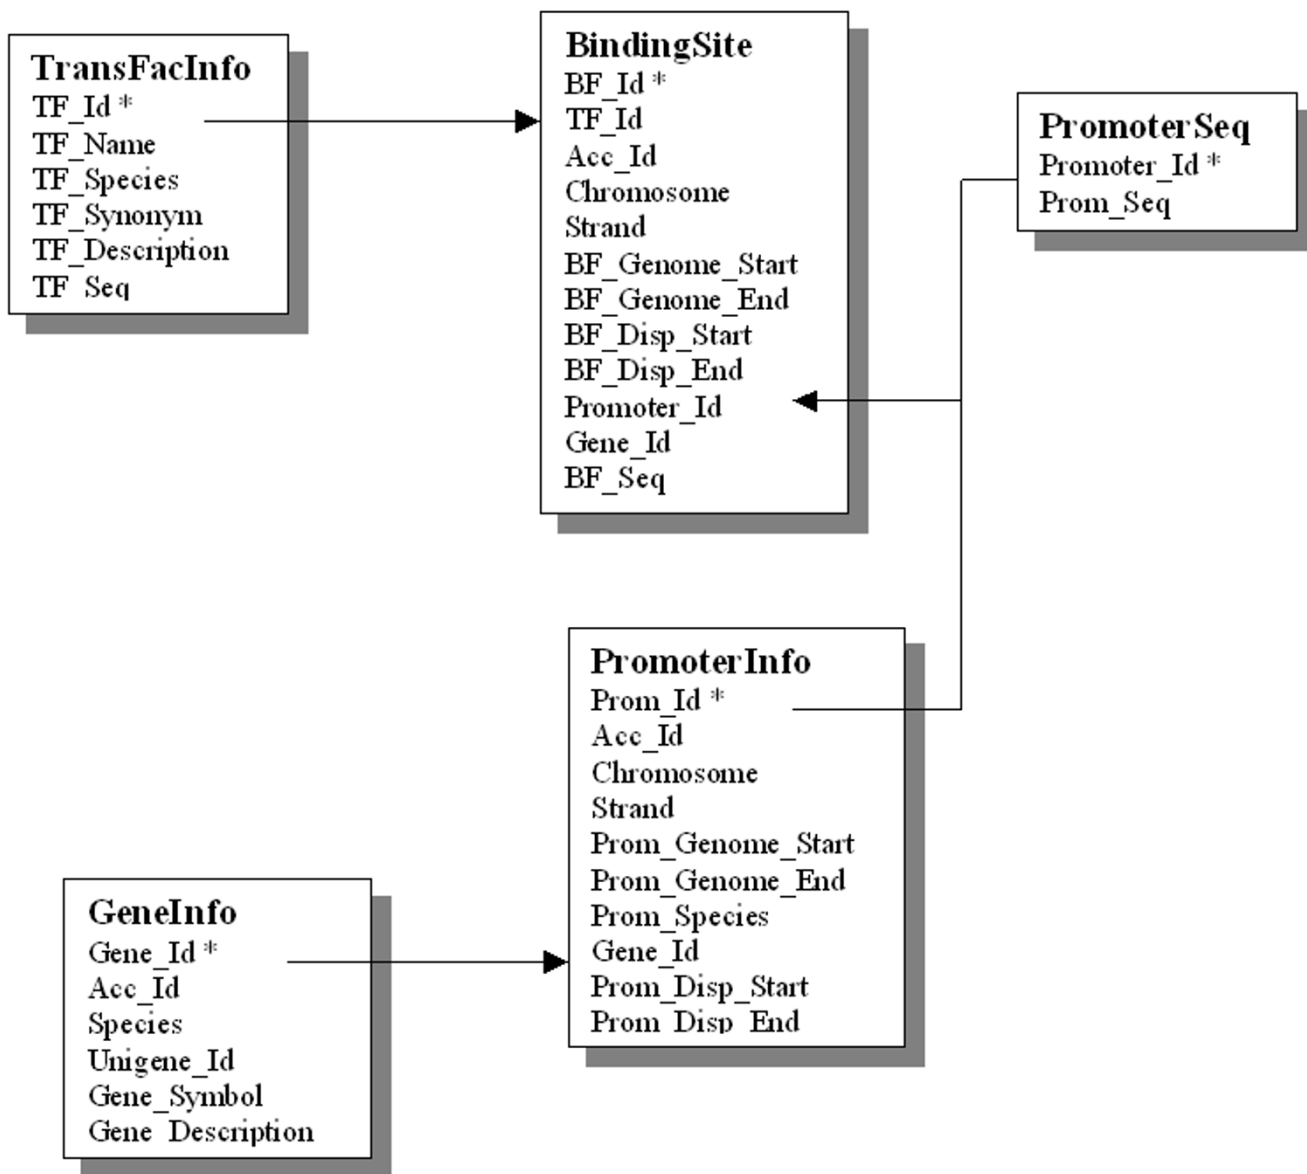 TransFacInfo
TF_Id *
TF_Name
TF_Species
TF_Synonym
TF_Description
TF_Seq
BindingSite
BF_Id *
TF_Id
Acc_Id
Chromosome
Strand
BF_Genome_Start
BF_Genome_End
BF_Disp_Start
BF_Disp_End
Promoter_Id
Gene_Id
BF_Seq
PromoterSeq
Promoter_Id *
Prom_Seq
PromoterInfo
Prom_Id *
Acc_Id
Chromosome
Strand
Prom_Genome_Start
Prom_Genome_End
Prom_Species
Gene_Id
Prom_Disp_Start
Prom_Disp_End
GeneInfo
Gene_Id *
Acc_Id
Species
Unigene_Id
Gene_Symbol
Gene_Description